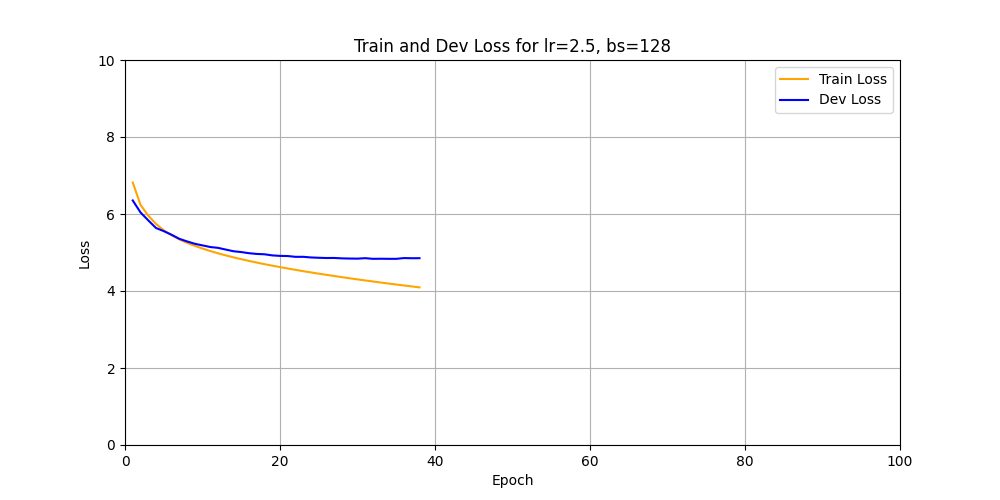 Train and Dev Loss for lr=2.5, bs=128
Train Loss
Dev Loss
10
8
6
4
2
0
Loss
0 20 40 60 80 100
Epoch